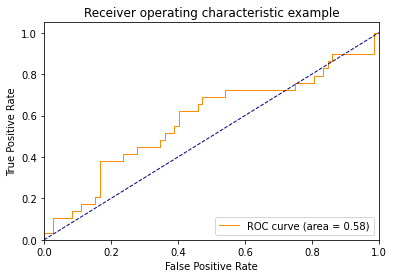 Receiver operating characteristic example
True Positive Rate
1.0
0.8
0.6
0.4
0.2
0.0
ROC curve (area = 0.58)
0.0 0.2 0.4 0.6 0.8 1.0
False Positive Rate